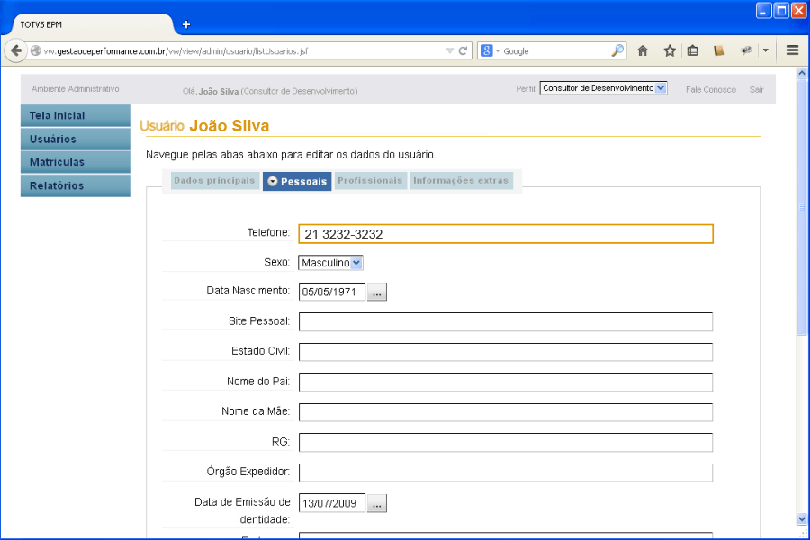 TOTVS EPM
www.gestaoeperformance.com.br/vw/view/admin/usuario/listUsuarios.jsf
Google
Ambiente Administrativo
Olá, João Silva (Consultor de Desenvolvimento)
Perfil: Consultor de Desenvolvimento
Fale Conosco
Sair
Tela Inicial
Usuários
Matrículas
Relatórios
Usuário João Silva
Navegue pelas abas abaixo para editar os dados do usuário
Dados principais
Pessoais
Profissionais
Informações extras
Telefone: 21 3232-3232
Sexo: Masculino
Data Nascimento: 05/05/1971 ...
Site Pessoal:
Estado Civil:
Nome do Pai:
Nome da Mãe:
RG:
Órgão Expedidor:
Data de Emissão de 13/07/2009 ...
identidade: